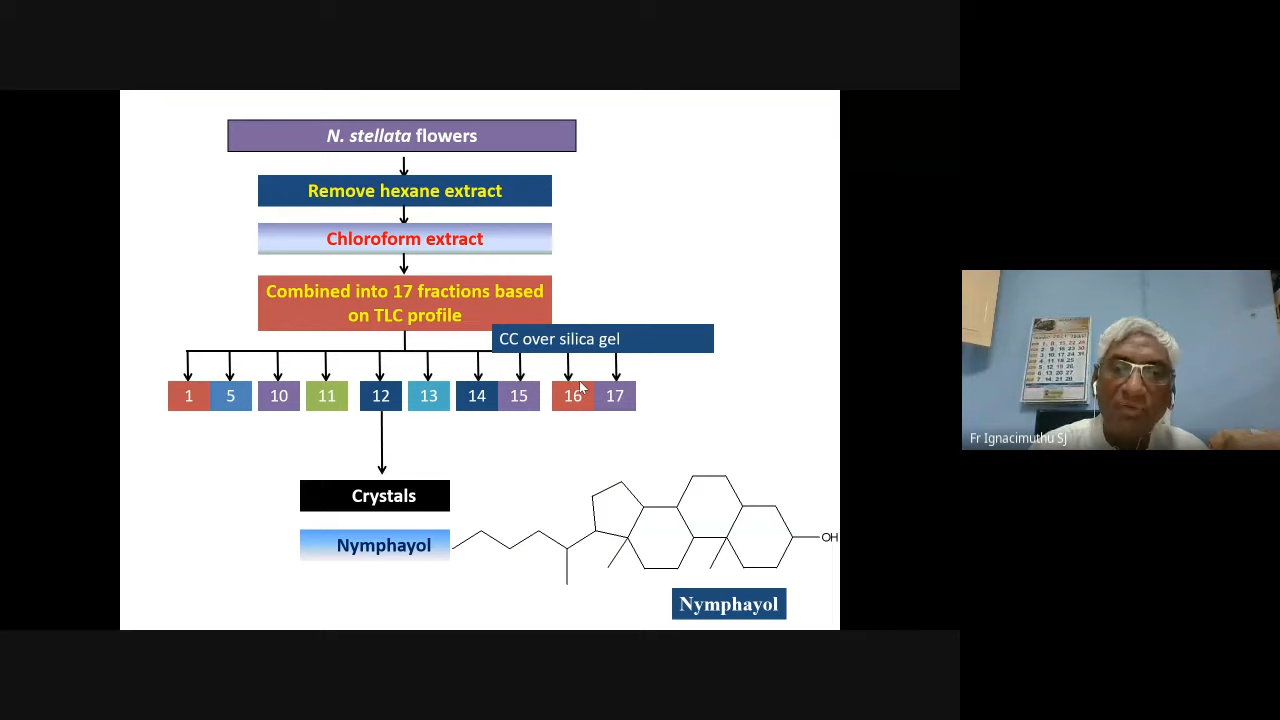 N. stellata flowers
Remove hexane extract
Chloroform extract
Combined into 17 fractions based
on TLC profile
CC over silica gel
1 5 10 11 12 13 14 15 16 17
Crystals
Nymphayol
OH
Nymphayol
Fr Ignacimuthu SJ